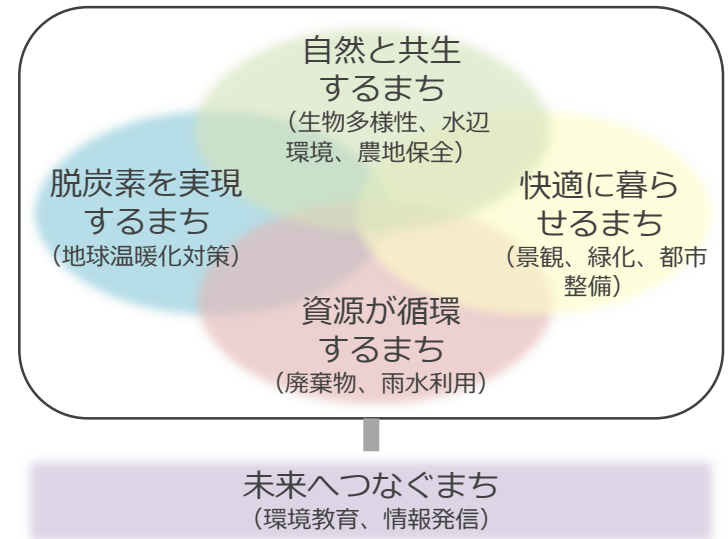 自然と共生
するまち
（生物多様性、水辺
環境、農地保全）
脱炭素を実現
するまち
（地球温暖化対策）
快適に暮ら
せるまち
（景観、緑化、都市
整備）
資源が循環
するまち
（廃棄物、雨水利用）
未来へつなぐまち
（環境教育、情報発信）